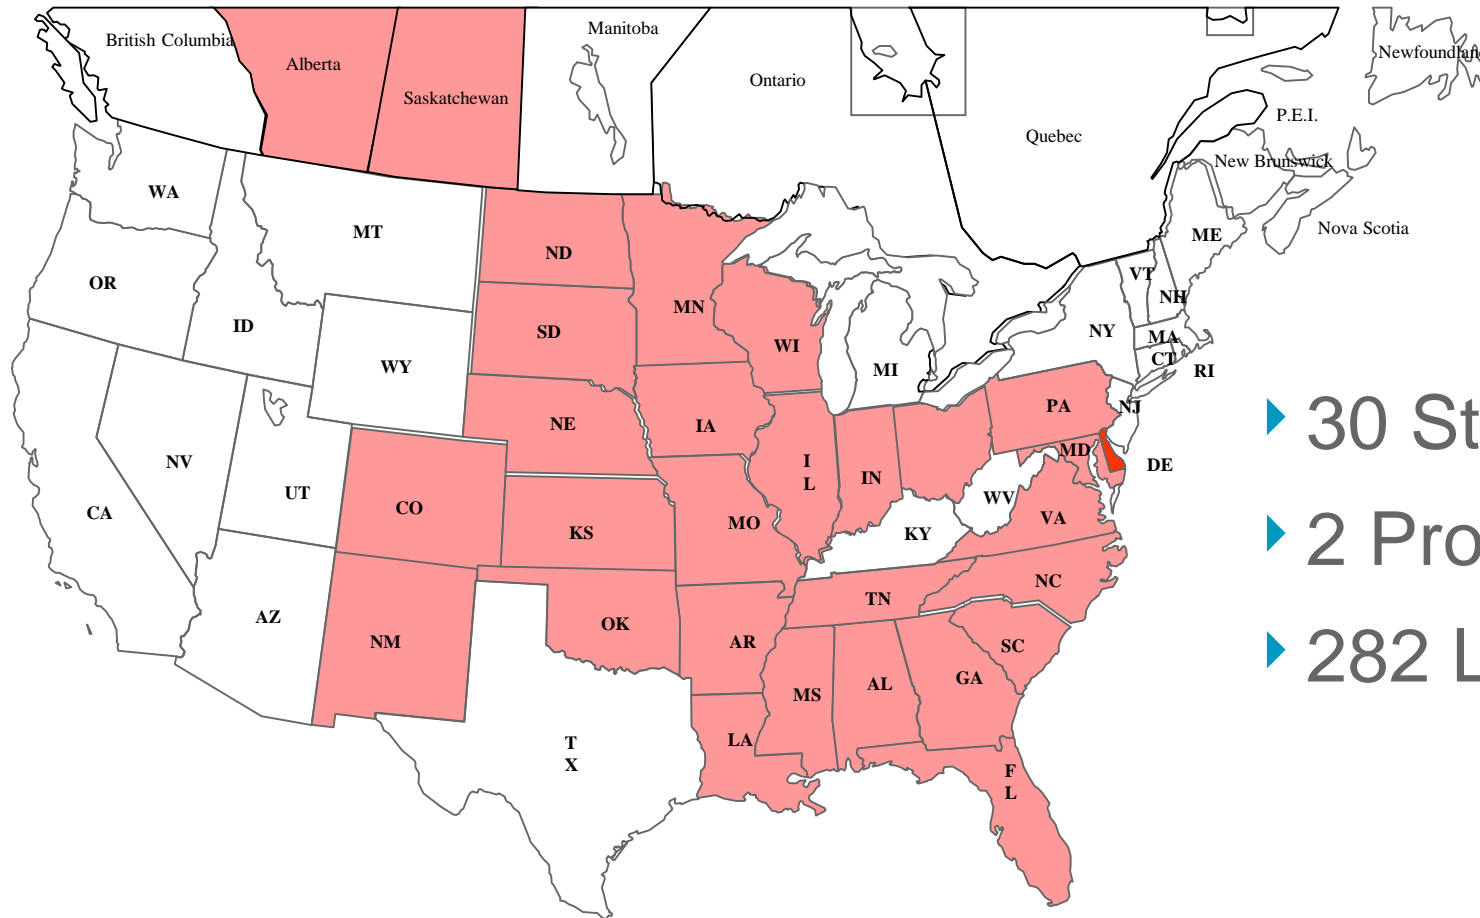 British Columbia
Alberta
Saskatchewan
Manitoba
Ontario
Quebec
Newfoundland
P.E.I.
New Brunswick
Nova Scotia
WA
MT
ND
MN
ME
VT
NH
OR
ID
SD
WI
MI
NY
MA
CT
RI
WY
NE
IA
PA
NJ
MD
DE
NV
UT
CO
KS
MO
I
L
IN
WV
KY
VA
CA
AZ
NM
OK
AR
TN
NC
SC
MS
AL
GA
LA
T
X
F
L
30 St
2 Pro
282 L